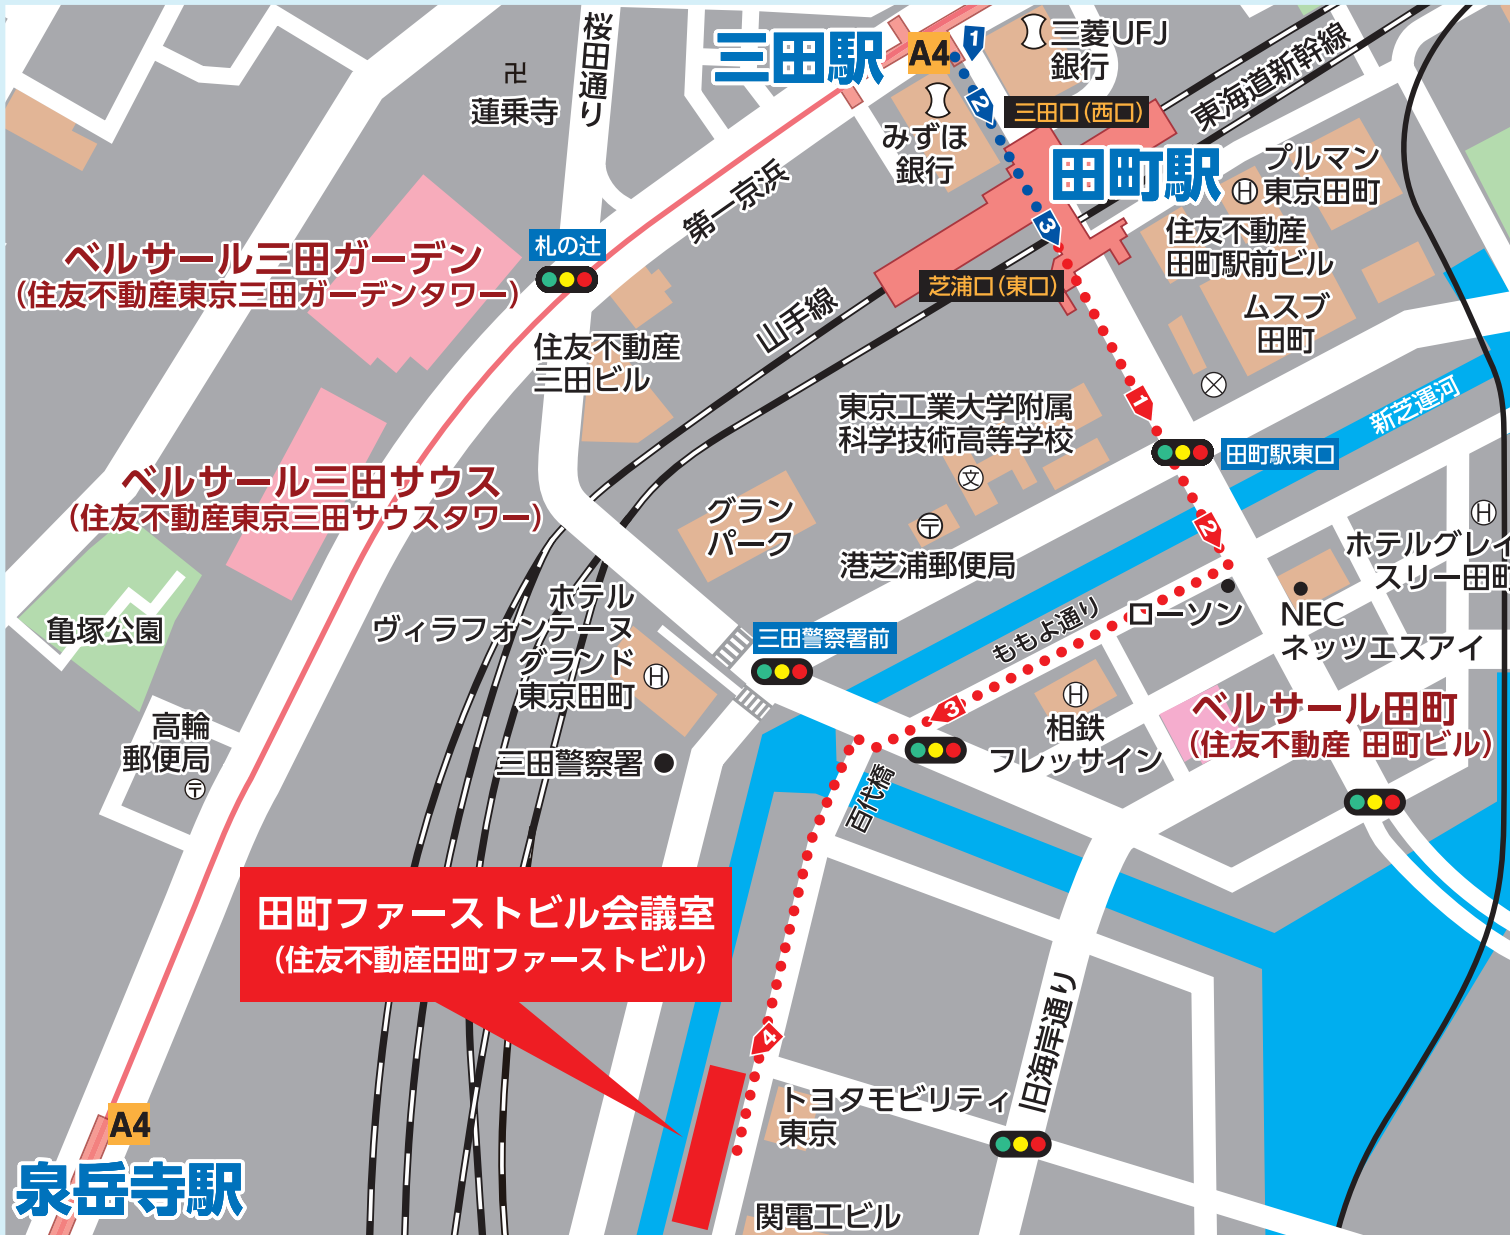 桜田通り
三田駅
A4
1
三菱UFJ
銀行
東海道新幹線
卍
蓮乗寺
2
三田口（西口）
みずほ
銀行
田町駅
プルマン
東京田町
H
第一京浜
3
住友不動産
田町駅前ビル
札の辻
ベルサール三田ガーデン
（住友不動産東京三田ガーデンタワー）
芝浦口（東口）
ムスブ
田町
山手線
住友不動産
三田ビル
新芝運河
1
東京工業大学附属
科学技術高等学校
文
田町駅東口
ベルサール三田サウス
（住友不動産東京三田サウスタワー）
グラン
パーク
〒
2
H
港芝浦郵便局
ホテルグレイ
スリー田町
亀塚公園
ホテル
ヴィラフォンテーヌ
グランド
東京田町
H
三田警察署前
ももよ通り
ローソン
NEC
ネッツエスアイ
高輪
郵便局
〒
三田警察署
3
H
相鉄
フレッサイン
ベルサール田町
（住友不動産 田町ビル）
百代橋
田町ファーストビル会議室
（住友不動産田町ファーストビル）
4
旧海岸通り
トヨタモビリティ
東京
A4
泉岳寺駅
関電工ビル